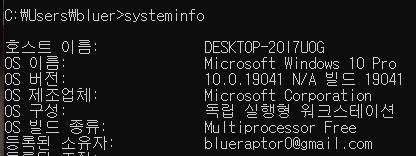 C:\Users\bluer>systeminfo
호스트 이름: DESKTOP-20I7UOG
OS 이름: Microsoft Windows 10 Pro
OS 버전: 10.0.19041 N/A 빌드 19041
OS 제조업체: Microsoft Corporation
OS 구성: 독립 실행형 워크스테이션
OS 빌드 종류: Multiprocessor Free
등록된 소유자: blueraptor0@gmail.com